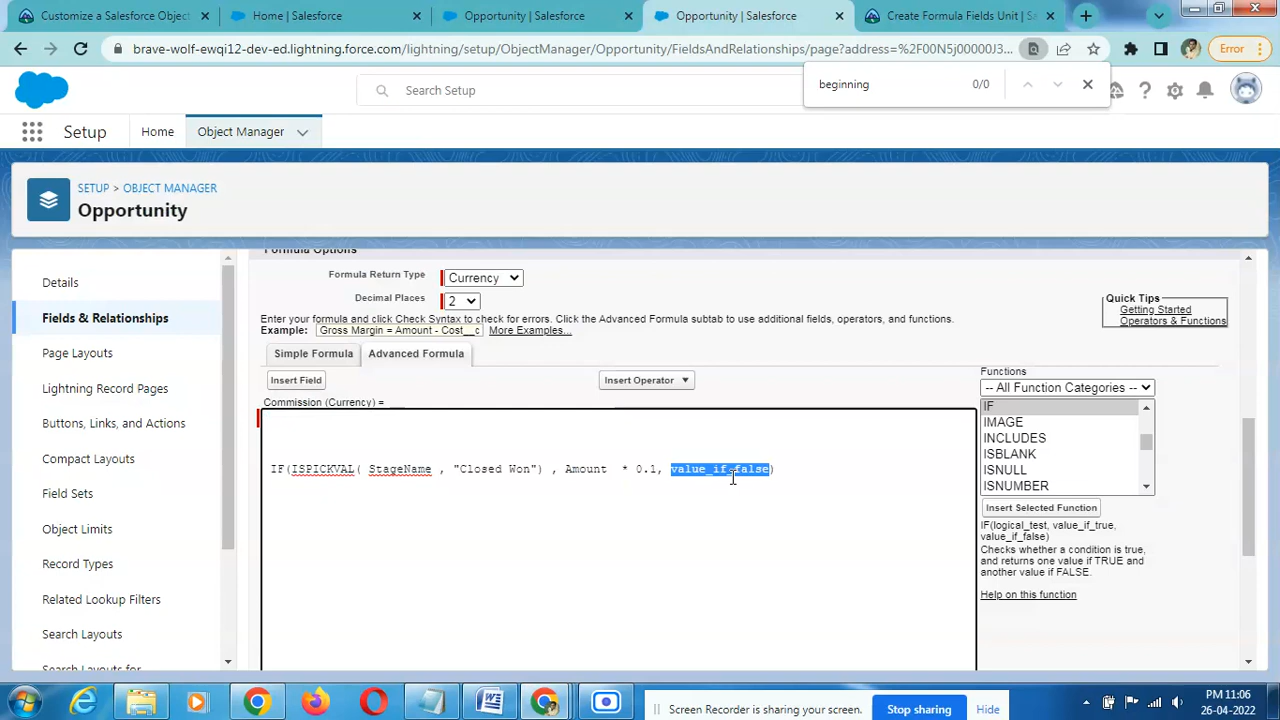 Customize a Salesforce Object
Home | Salesforce
Opportunity | Salesforce
Opportunity | Salesforce
Create Formula Fields Unit | S
brave-wolf-ewqi12-dev-ed.lightning.force.com/lightning/setup/ObjectManager/Opportunity/FieldsAndRelationships/page?address=%2F00N5j00000J3...
Error
beginning 0/0
Search Setup
Setup
Home
Object Manager
SETUP > OBJECT MANAGER
Opportunity
Details
Fields & Relationships
Page Layouts
Lightning Record Pages
Buttons, Links, and Actions
Compact Layouts
Field Sets
Object Limits
Record Types
Related Lookup Filters
Search Layouts
Search Layouts for
Formula Options
Formula Return Type Currency
Decimal Places 2
Enter your formula and click Check Syntax to check for errors. Click the Advanced Formula subtab to use additional fields, operators, and functions.
Example: Gross Margin = Amount - Cost__c More Examples...
Quick Tips
Getting Started
Operators & Functions
Simple Formula
Advanced Formula
Insert Field
Insert Operator
Commission (Currency) =
IF(ISPICKVAL( StageName , "Closed Won") , Amount * 0.1, value_if_false)
Functions
-- All Function Categories --
IF
IMAGE
INCLUDES
ISBLANK
ISNULL
ISNUMBER
Insert Selected Function
IF(logical_test, value_if_true,
value_if_false)
Checks whether a condition is true,
and returns one value if TRUE and
another value if FALSE.
Help on this function
Screen Recorder is sharing your screen.
Stop sharing
Hide
PM 11:06
26-04-2022